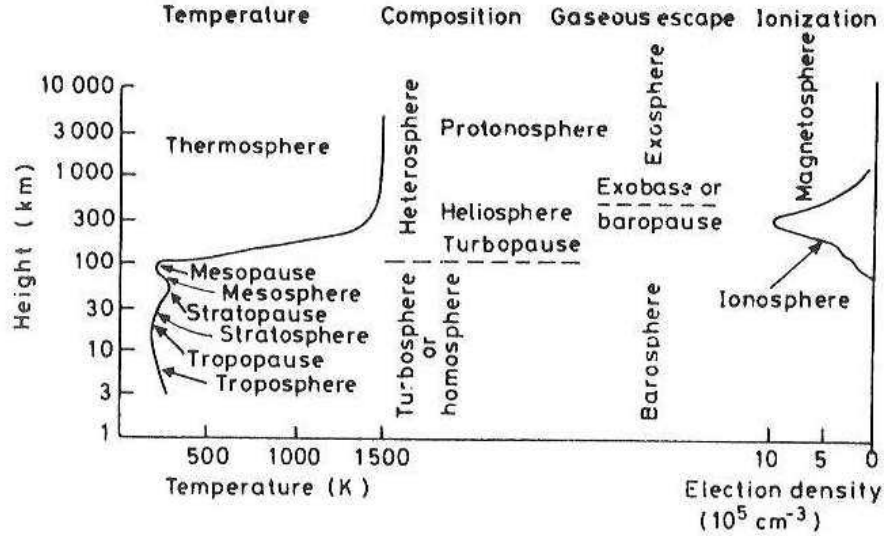 Temperature Composition Gaseous escape Ionization
Height (km)
10 000
3 000
1 000
300
100
30
10
3
1
Thermosphere
Mesopause
Mesosphere
Stratopause
Stratosphere
Tropopause
Troposphere
500 1000 1500
Temperature (K)
Heterosphere
Protonosphere
Heliosphere
Turbopause
Turbosphere
or
homosphere
Exosphere
Exobase or
baropause
Barosphere
Magnetosphere
Ionosphere
10 5 0
Election density
(10⁵ cm⁻³)